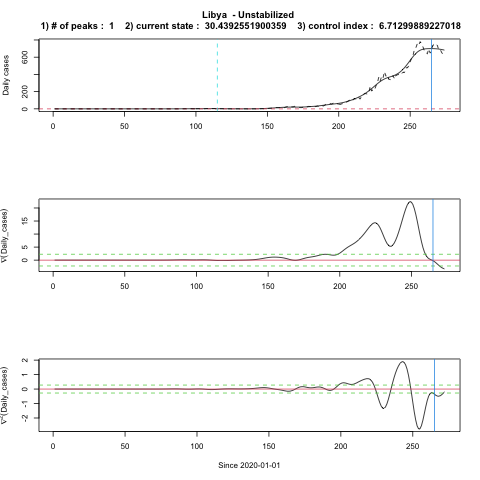 Libya - Unstabilized
1) # of peaks : 1 2) current state : 30.4392551900359 3) control index : 6.71299889227018
Daily cases
0 200 600
0 50 100 150 200 250
∇(Daily_cases)
0 5 15
0 50 100 150 200 250
∇²(Daily_cases)
-2 -1 0 1 2
0 50 100 150 200 250
Since 2020-01-01